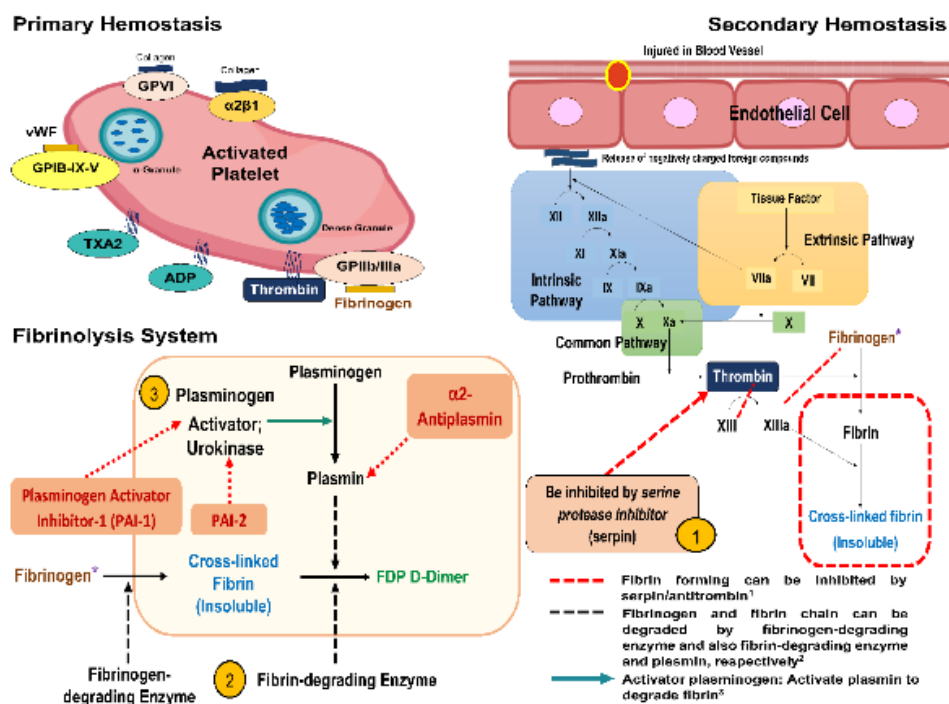 Primary Hemostasis
Collagen
GPVI
Collagen
α2β1
vWF
GPIB-IX-V
α-Granule
Activated
Platelet
Dense Granule
TXA2
ADP
Thrombin
GPIIb/IIIa
Fibrinogen
Secondary Hemostasis
Injured in Blood Vessel
Endothelial Cell
Release of negatively charged foreign compounds
XII
XIIa
XI
XIa
IX
IXa
Intrinsic
Pathway
Tissue Factor
Extrinsic Pathway
VIIa
VII
X
Xa
X
Common Pathway
Prothrombin
Thrombin
Fibrinogen*
XIII
XIIIa
Fibrin
Cross-linked fibrin
(Insoluble)
Be inhibited by serine
protease inhibitor
(serpin)
1
Fibrinolysis System
3
Plasminogen
Activator;
Urokinase
Plasminogen
α2-
Antiplasmin
Plasmin
Plasminogen Activator
Inhibitor-1 (PAI-1)
PAI-2
Fibrinogen*
Cross-linked
Fibrin
(Insoluble)
FDP D-Dimer
Fibrinogen-
degrading Enzyme
2
Fibrin-degrading Enzyme
Fibrin forming can be inhibited by
serpin/antitrombin1
Fibrinogen and fibrin chain can be
degraded by fibrinogen-degrading
enzyme and also fibrin-degrading enzyme
and plasmin, respectively2
Activator plasminogen: Activate plasmin to
degrade fibrin3